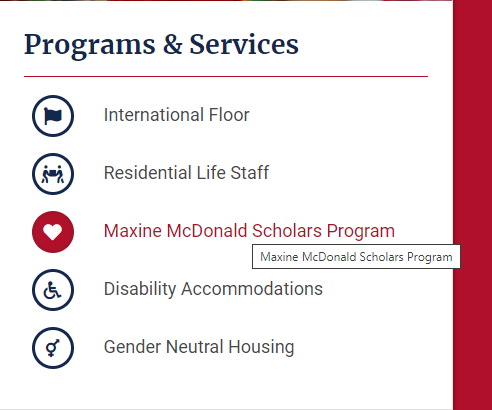 Programs & Services
International Floor
Residential Life Staff
Maxine McDonald Scholars Program
Maxine McDonald Scholars Program
Disability Accommodations
Gender Neutral Housing